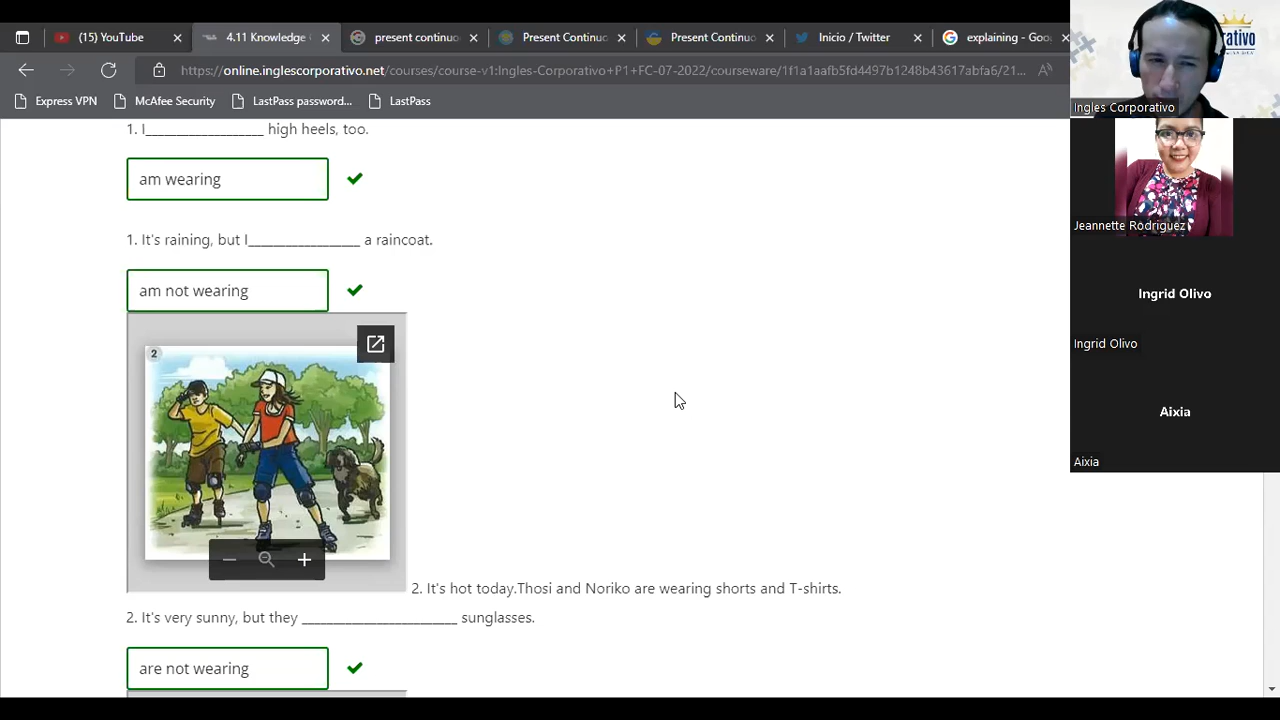 (15) YouTube
4.11 Knowledge
present continuo
Present Continuc
Present Continuo
Inicio / Twitter
explaining - Goo
https://online.inglescorporativo.net/courses/course-v1:Ingles-Corporativo+P1+FC-07-2022/courseware/1f1a1aafb5fd4497b1248b43617abfa6/21...
Express VPN
McAfee Security
LastPass password...
LastPass
Ingles Corporativo
Jeannette Rodriguez
Ingrid Olivo
Ingrid Olivo
Aixia
Aixia
1. I___________________ high heels, too.
am wearing
1. It's raining, but I__________________ a raincoat.
am not wearing
2
2. It's hot today.Thosi and Noriko are wearing shorts and T-shirts.
2. It's very sunny, but they _________________________ sunglasses.
are not wearing